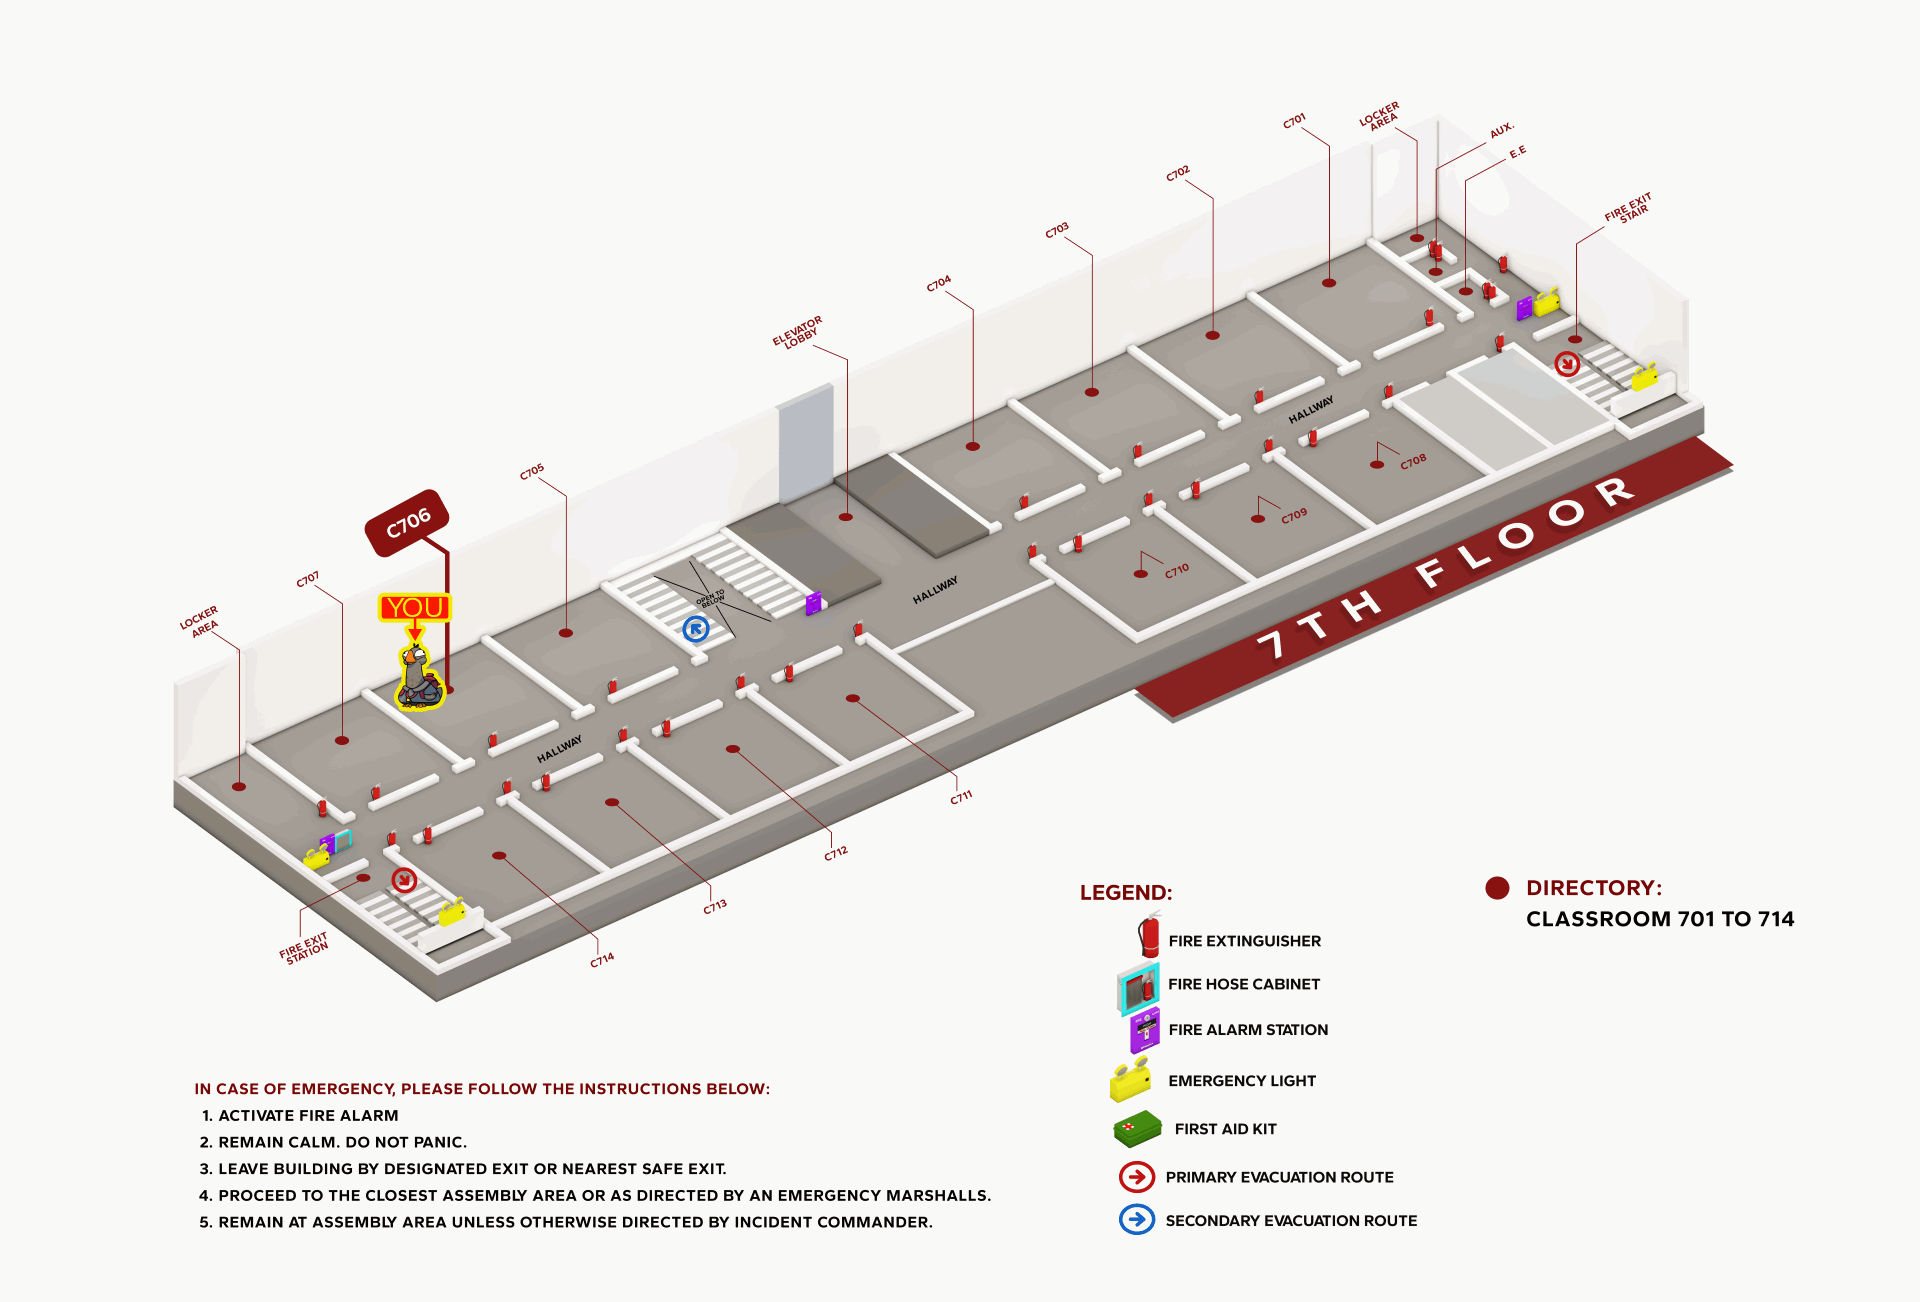 C701
LOCKER
AREA
AUX.
E.E
C702
FIRE EXIT
STAIR
C703
C704
ELEVATOR
LOBBY
HALLWAY
C705
C706
C708
C709
7TH FLOOR
C707
YOU
OPEN TO
BELOW
HALLWAY
C710
LOCKER
AREA
HALLWAY
C711
C712
C713
FIRE EXIT
STATION
C714
LEGEND:
FIRE EXTINGUISHER
FIRE HOSE CABINET
FIRE ALARM STATION
EMERGENCY LIGHT
FIRST AID KIT
PRIMARY EVACUATION ROUTE
SECONDARY EVACUATION ROUTE
DIRECTORY:
CLASSROOM 701 TO 714
IN CASE OF EMERGENCY, PLEASE FOLLOW THE INSTRUCTIONS BELOW:
1. ACTIVATE FIRE ALARM
2. REMAIN CALM. DO NOT PANIC.
3. LEAVE BUILDING BY DESIGNATED EXIT OR NEAREST SAFE EXIT.
4. PROCEED TO THE CLOSEST ASSEMBLY AREA OR AS DIRECTED BY AN EMERGENCY MARSHALLS.
5. REMAIN AT ASSEMBLY AREA UNLESS OTHERWISE DIRECTED BY INCIDENT COMMANDER.